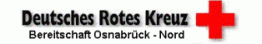 Deutsches Rotes Kreuz
Bereitschaft Osnabrück - Nord